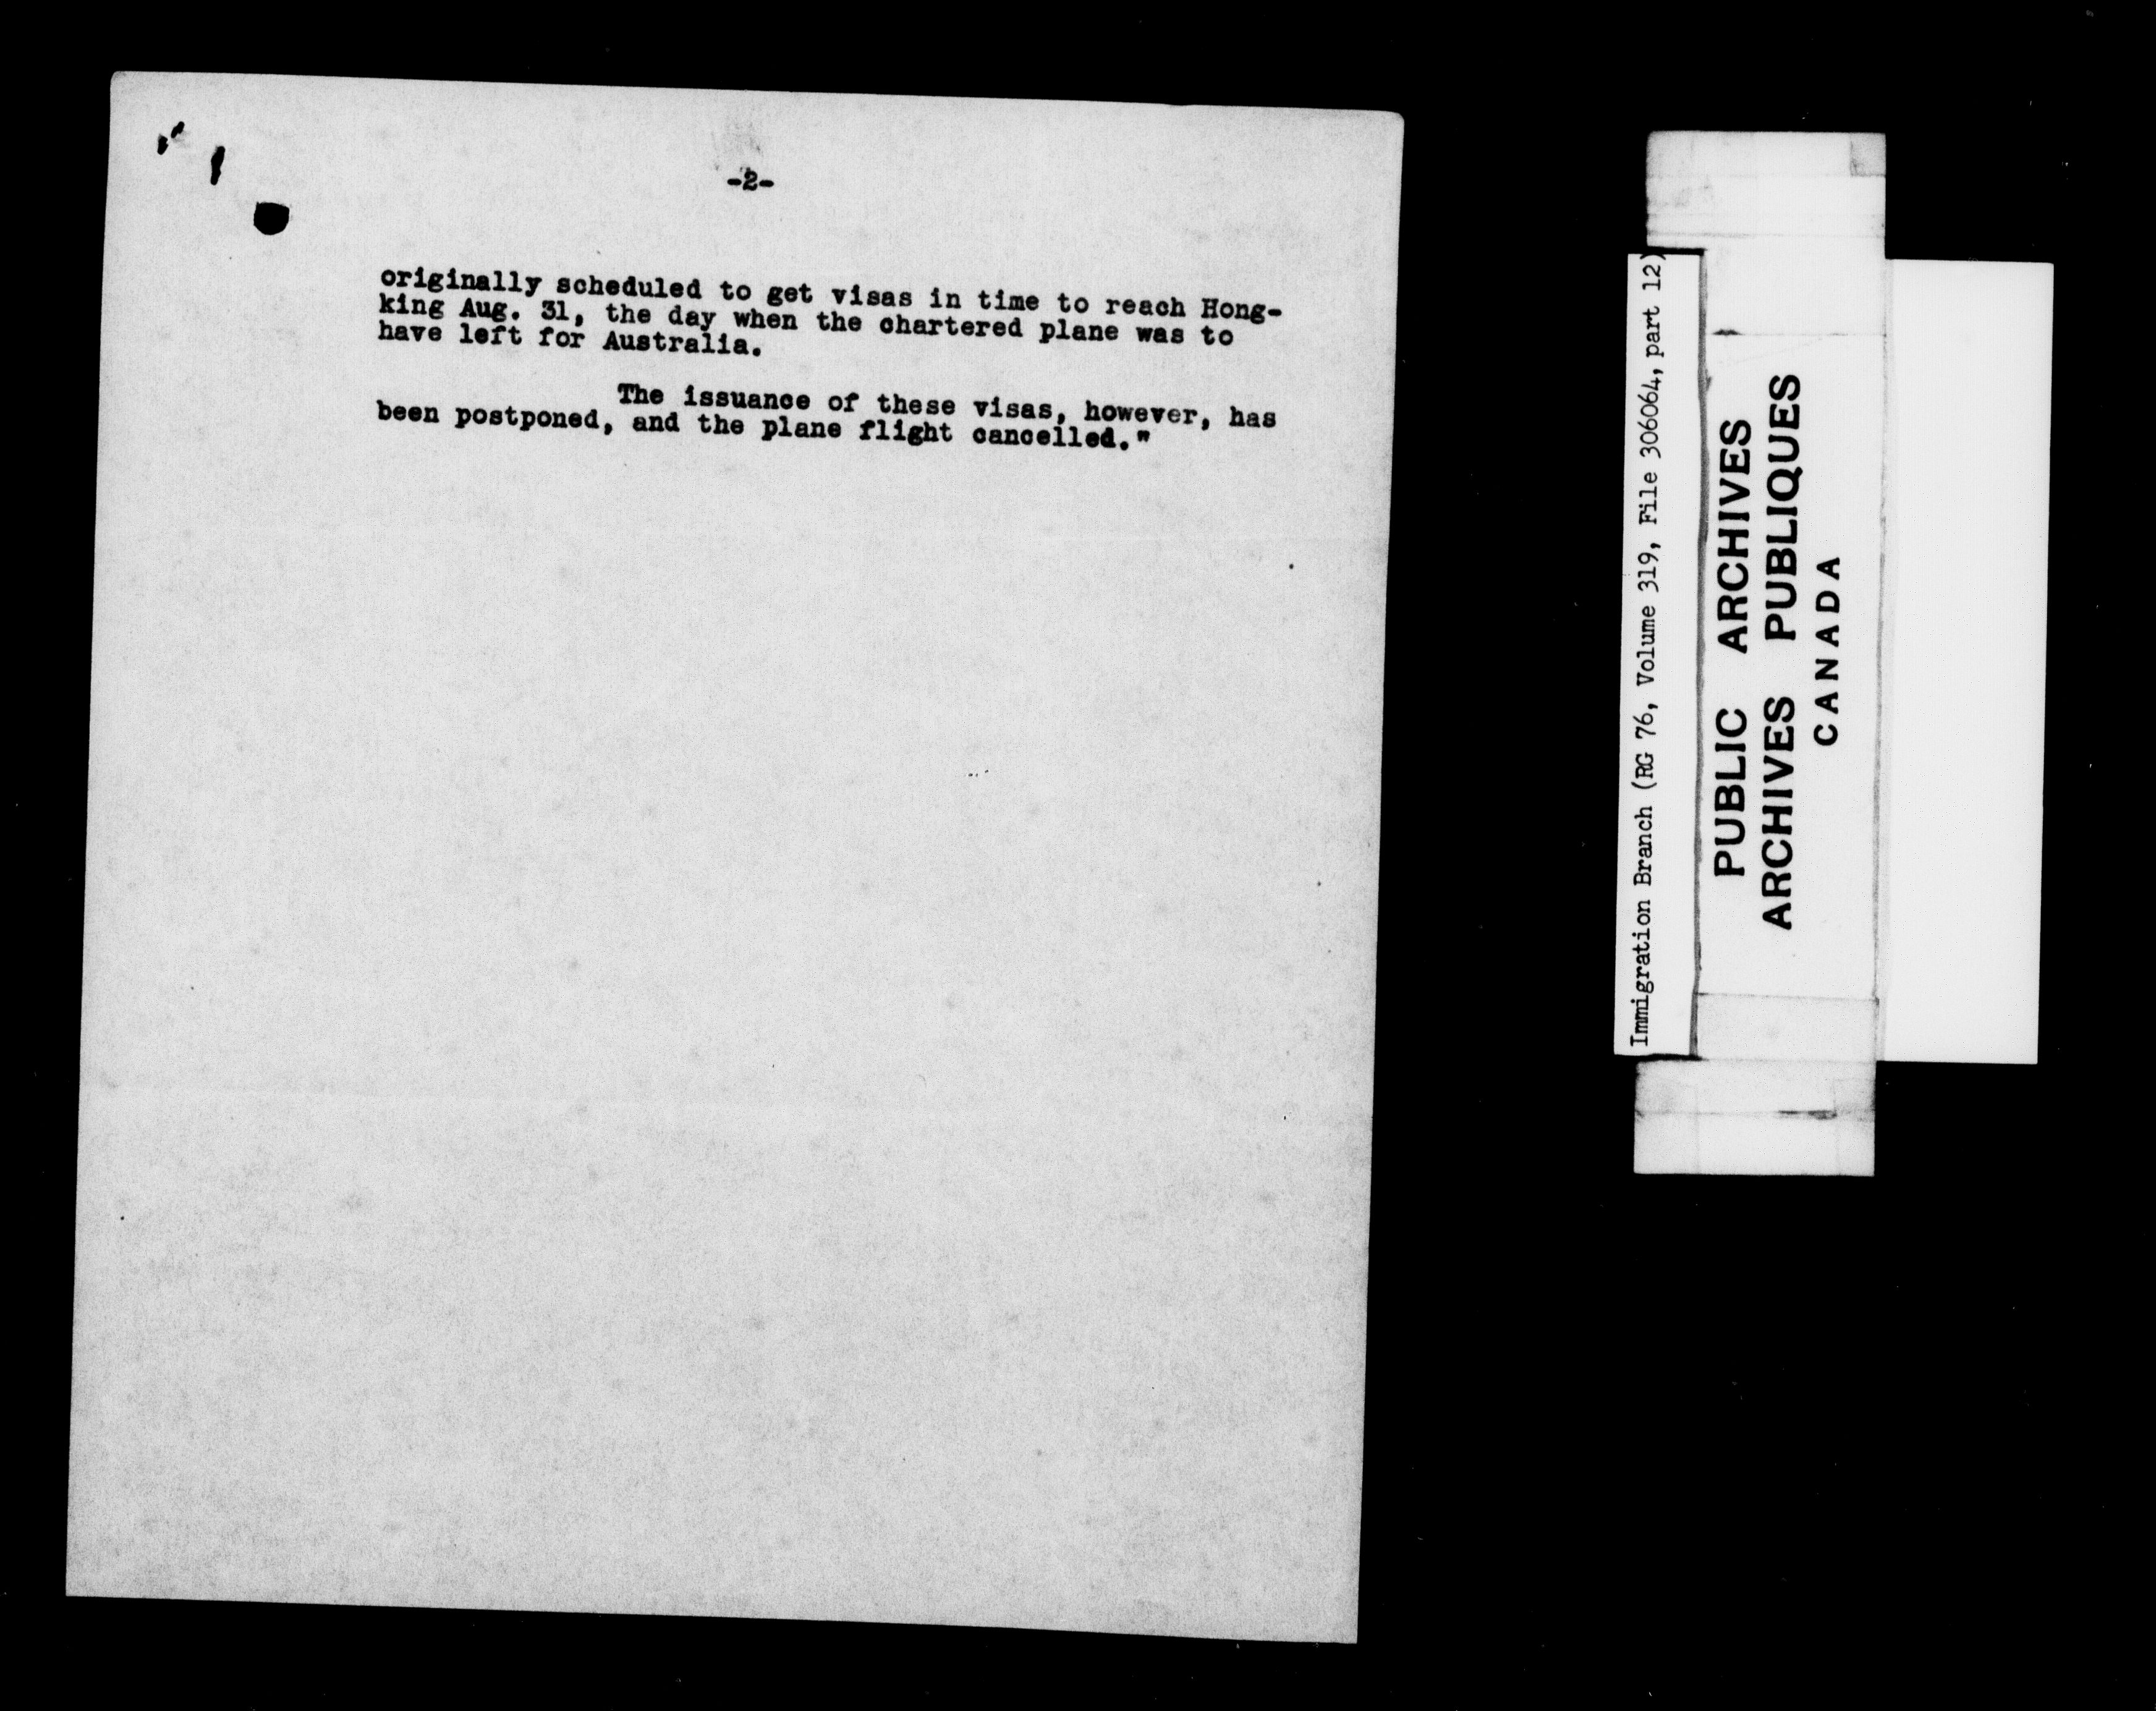 -2-
originally scheduled to get visas in time to reach Hong-
king Aug. 31, the day when the chartered plane was to
have left for Australia.
The issuance of these visas, however, has
been postponed, and the plane flight cancelled."
Immigration Branch (RG 76, Volume 319, File 306064, part 12)
PUBLIC ARCHIVES
ARCHIVES PUBLIQUES
CANADA